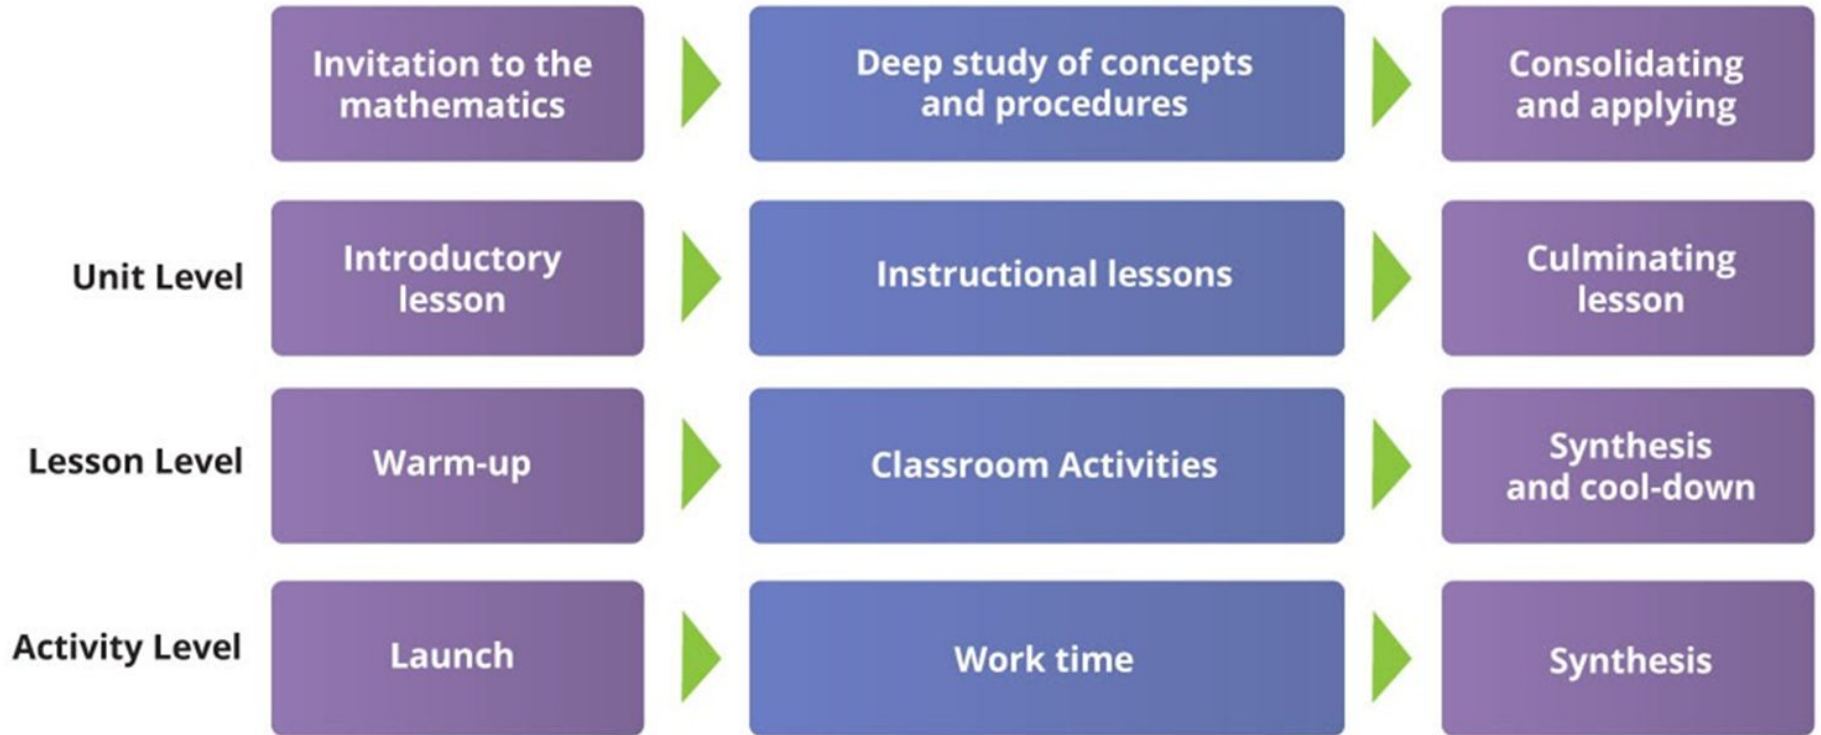 Invitation to the
mathematics
Deep study of concepts
and procedures
Consolidating
and applying
Unit Level
Introductory
lesson
Instructional lessons
Culminating
lesson
Lesson Level
Warm-up
Classroom Activities
Synthesis
and cool-down
Activity Level
Launch
Work time
Synthesis